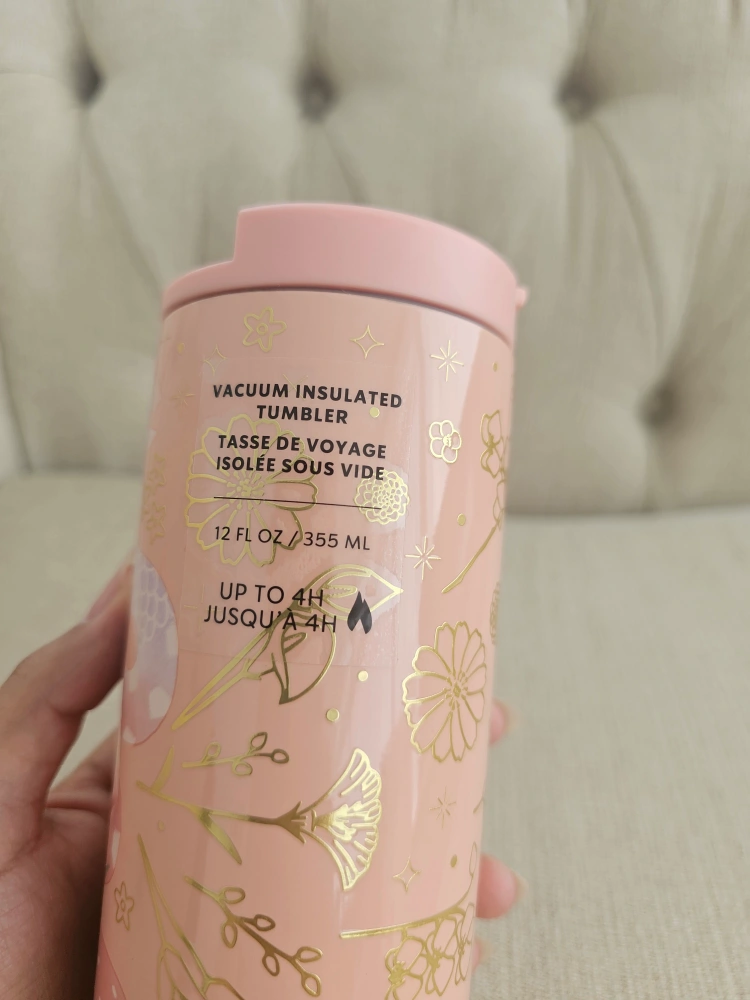 VACUUM INSULATED
TUMBLER
TASSE DE VOYAGE
ISOLÉE SOUS VIDE
12 FL OZ / 355 ML
UP TO 4H
JUSQU'À 4H